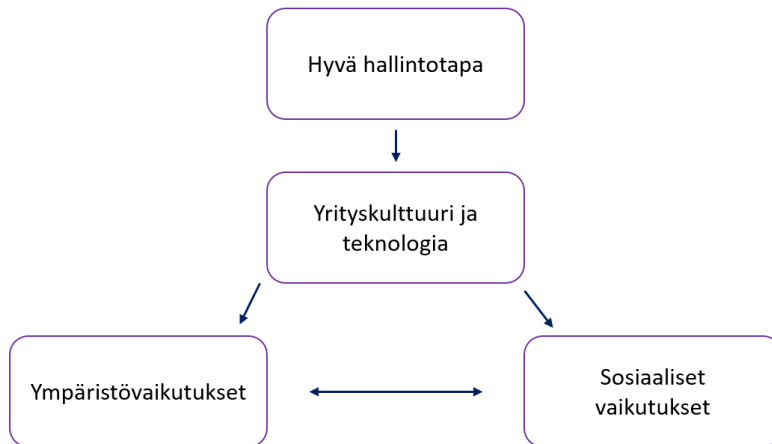 Hyvä hallintotapa
Yrityskulttuuri ja
teknologia
Ympäristövaikutukset
Sosiaaliset
vaikutukset